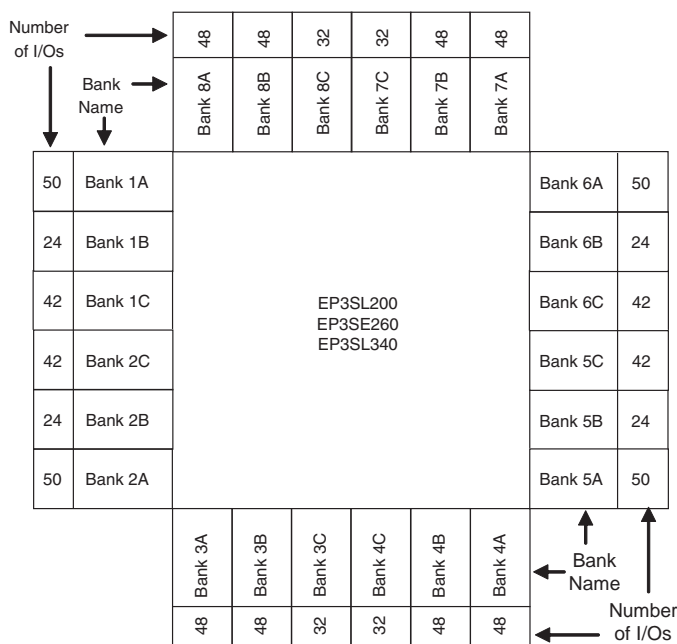 Number
of I/Os
48 48 32 32 48 48
Bank
Name
Bank 8A Bank 8B Bank 8C Bank 7C Bank 7B Bank 7A
50 Bank 1A
Bank 6A 50
24 Bank 1B
Bank 6B 24
42 Bank 1C
Bank 6C 42
EP3SL200
EP3SE260
EP3SL340
42 Bank 2C
Bank 5C 42
24 Bank 2B
Bank 5B 24
50 Bank 2A
Bank 5A 50
Bank 3A Bank 3B Bank 3C Bank 4C Bank 4B Bank 4A
Bank
Name
48 48 32 32 48 48
Number
of I/Os